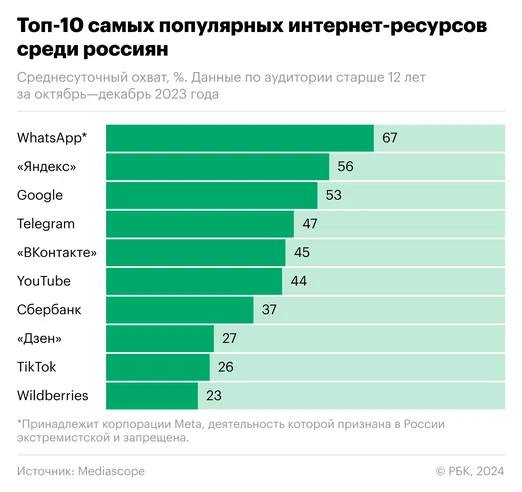 Топ-10 самых популярных интернет-ресурсов
среди россиян
Среднесуточный охват, %. Данные по аудитории старше 12 лет
за октябрь—декабрь 2023 года
WhatsApp* 67
«Яндекс» 56
Google 53
Telegram 47
«ВКонтакте» 45
YouTube 44
Сбербанк 37
«Дзен» 27
TikTok 26
Wildberries 23
*Принадлежит корпорации Meta, деятельность которой признана в России
экстремистской и запрещена.
Источник: Mediascope © РБК, 2024